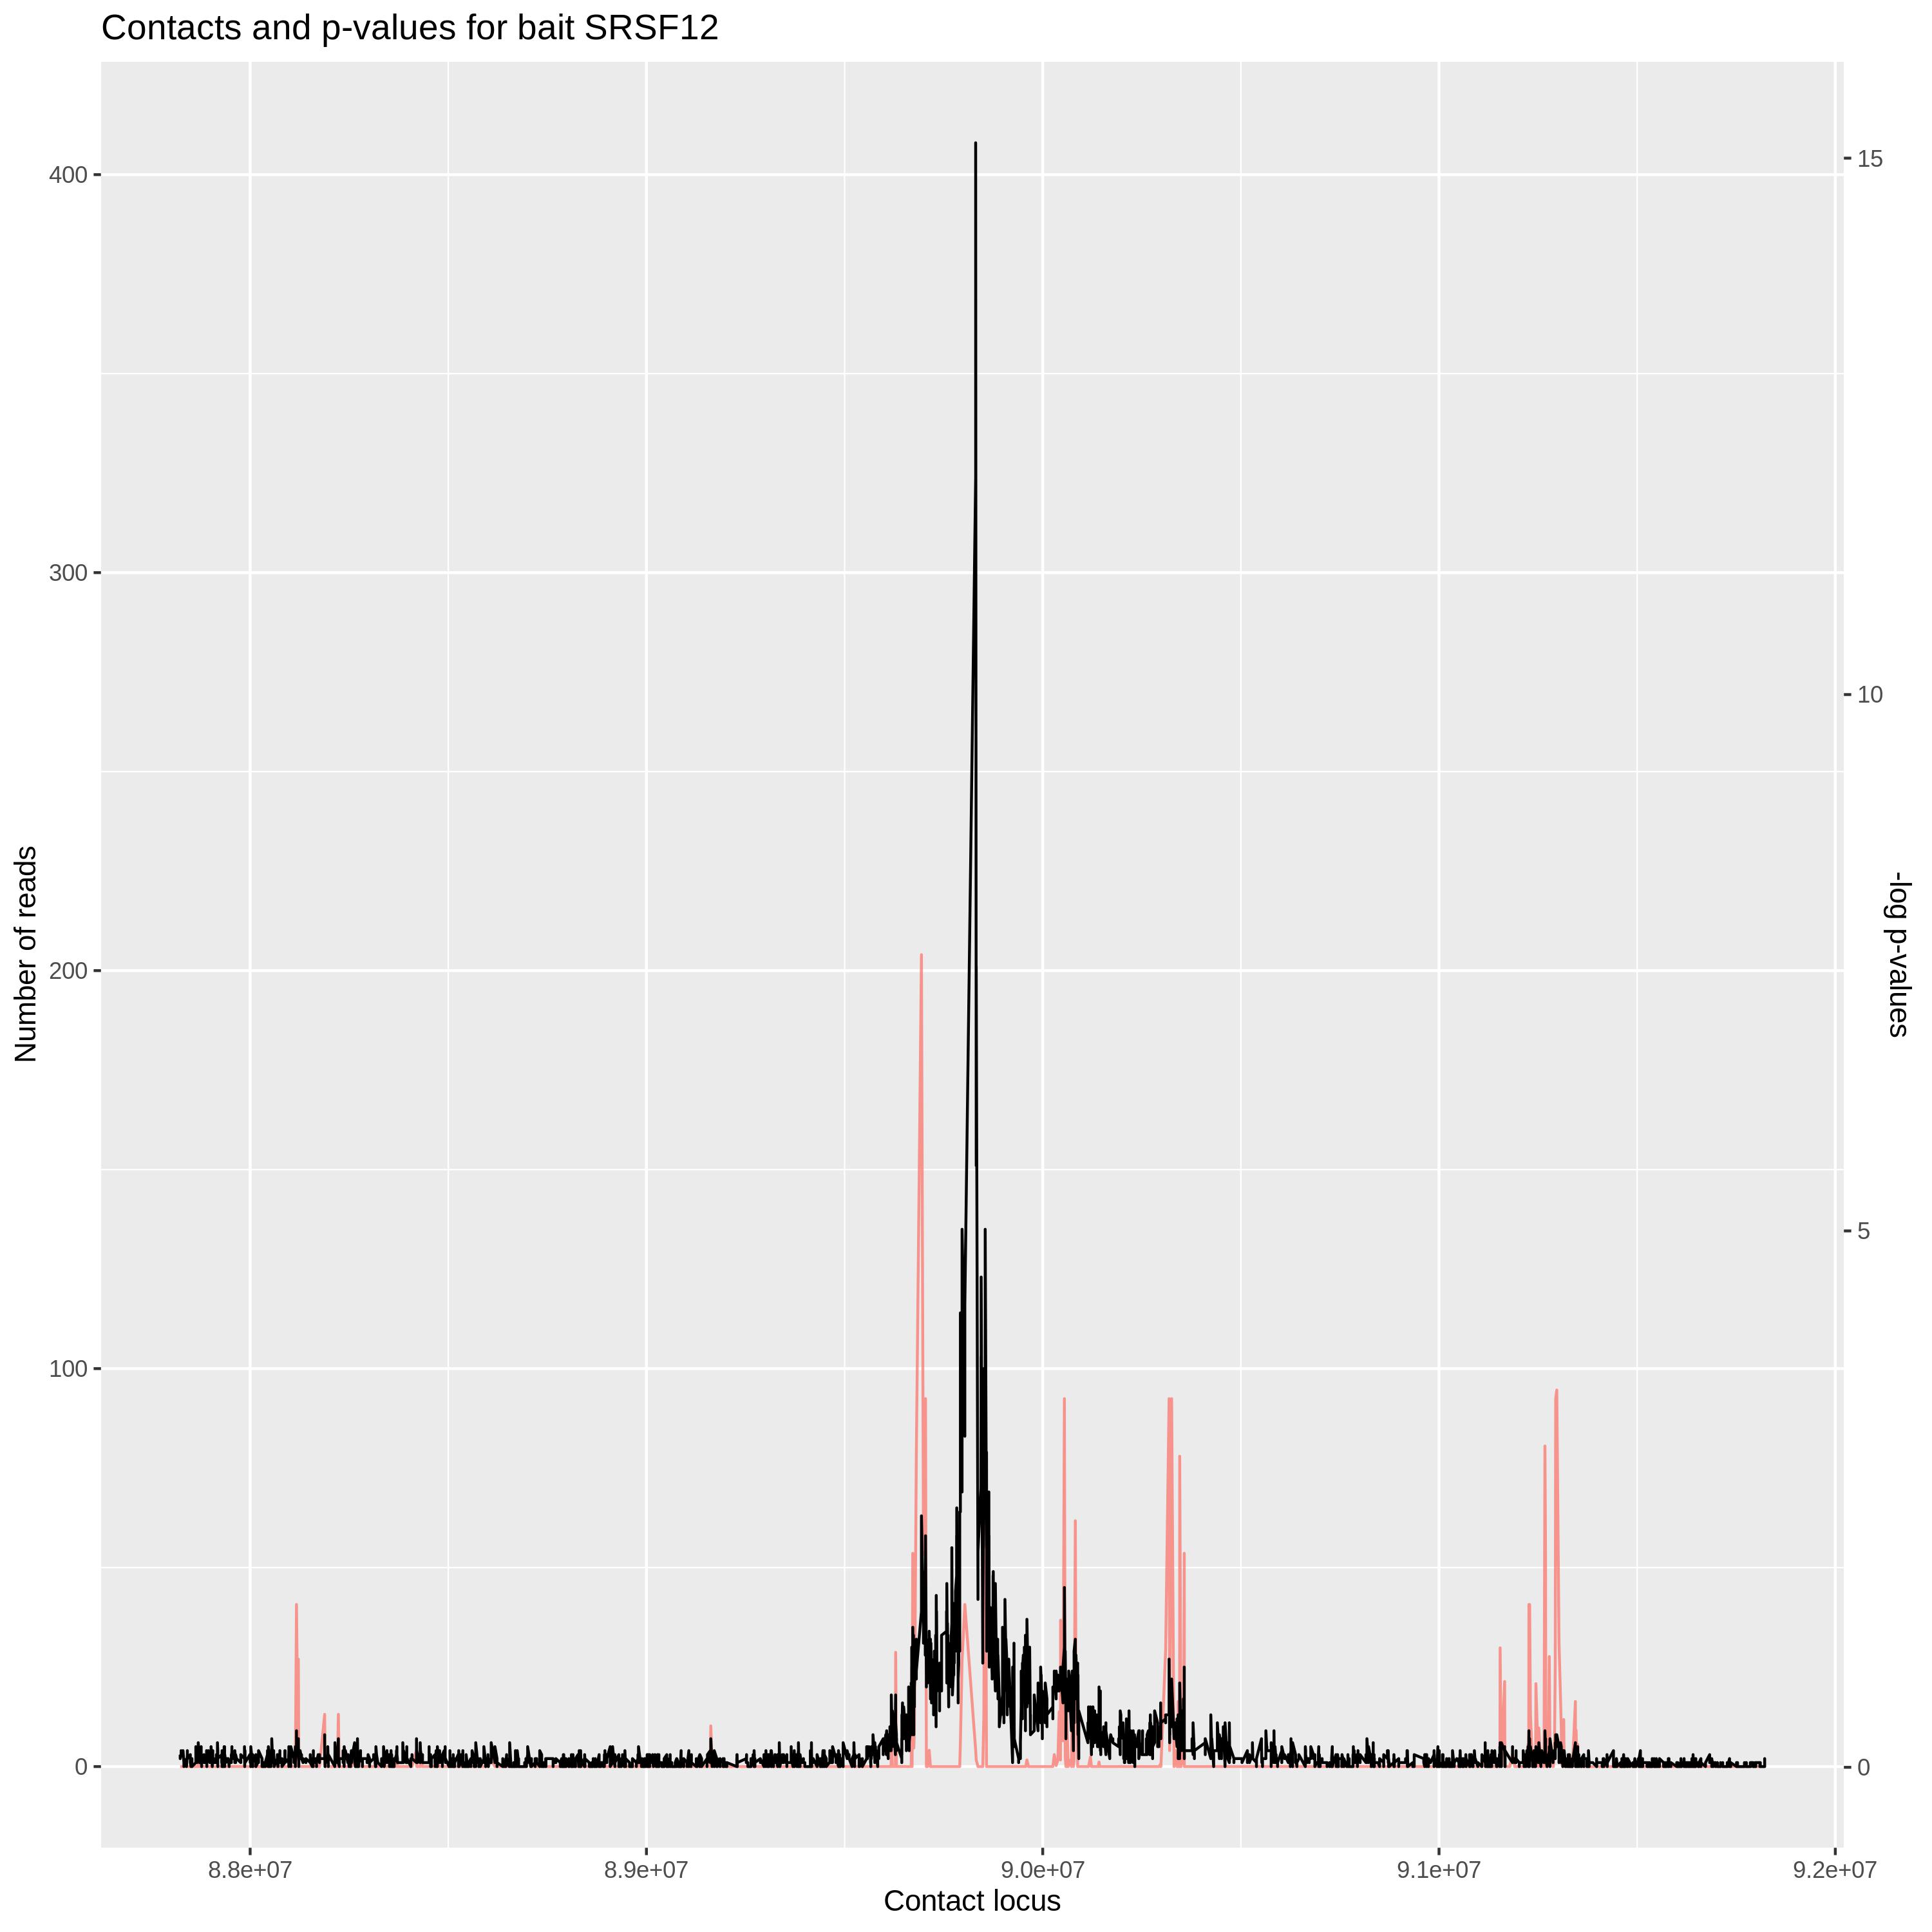 Contacts and p-values for bait SRSF12
400
300
200
100
0
Number of reads
15
10
5
0
-log p-values
8.8e+07
8.9e+07
9.0e+07
9.1e+07
9.2e+07
Contact locus